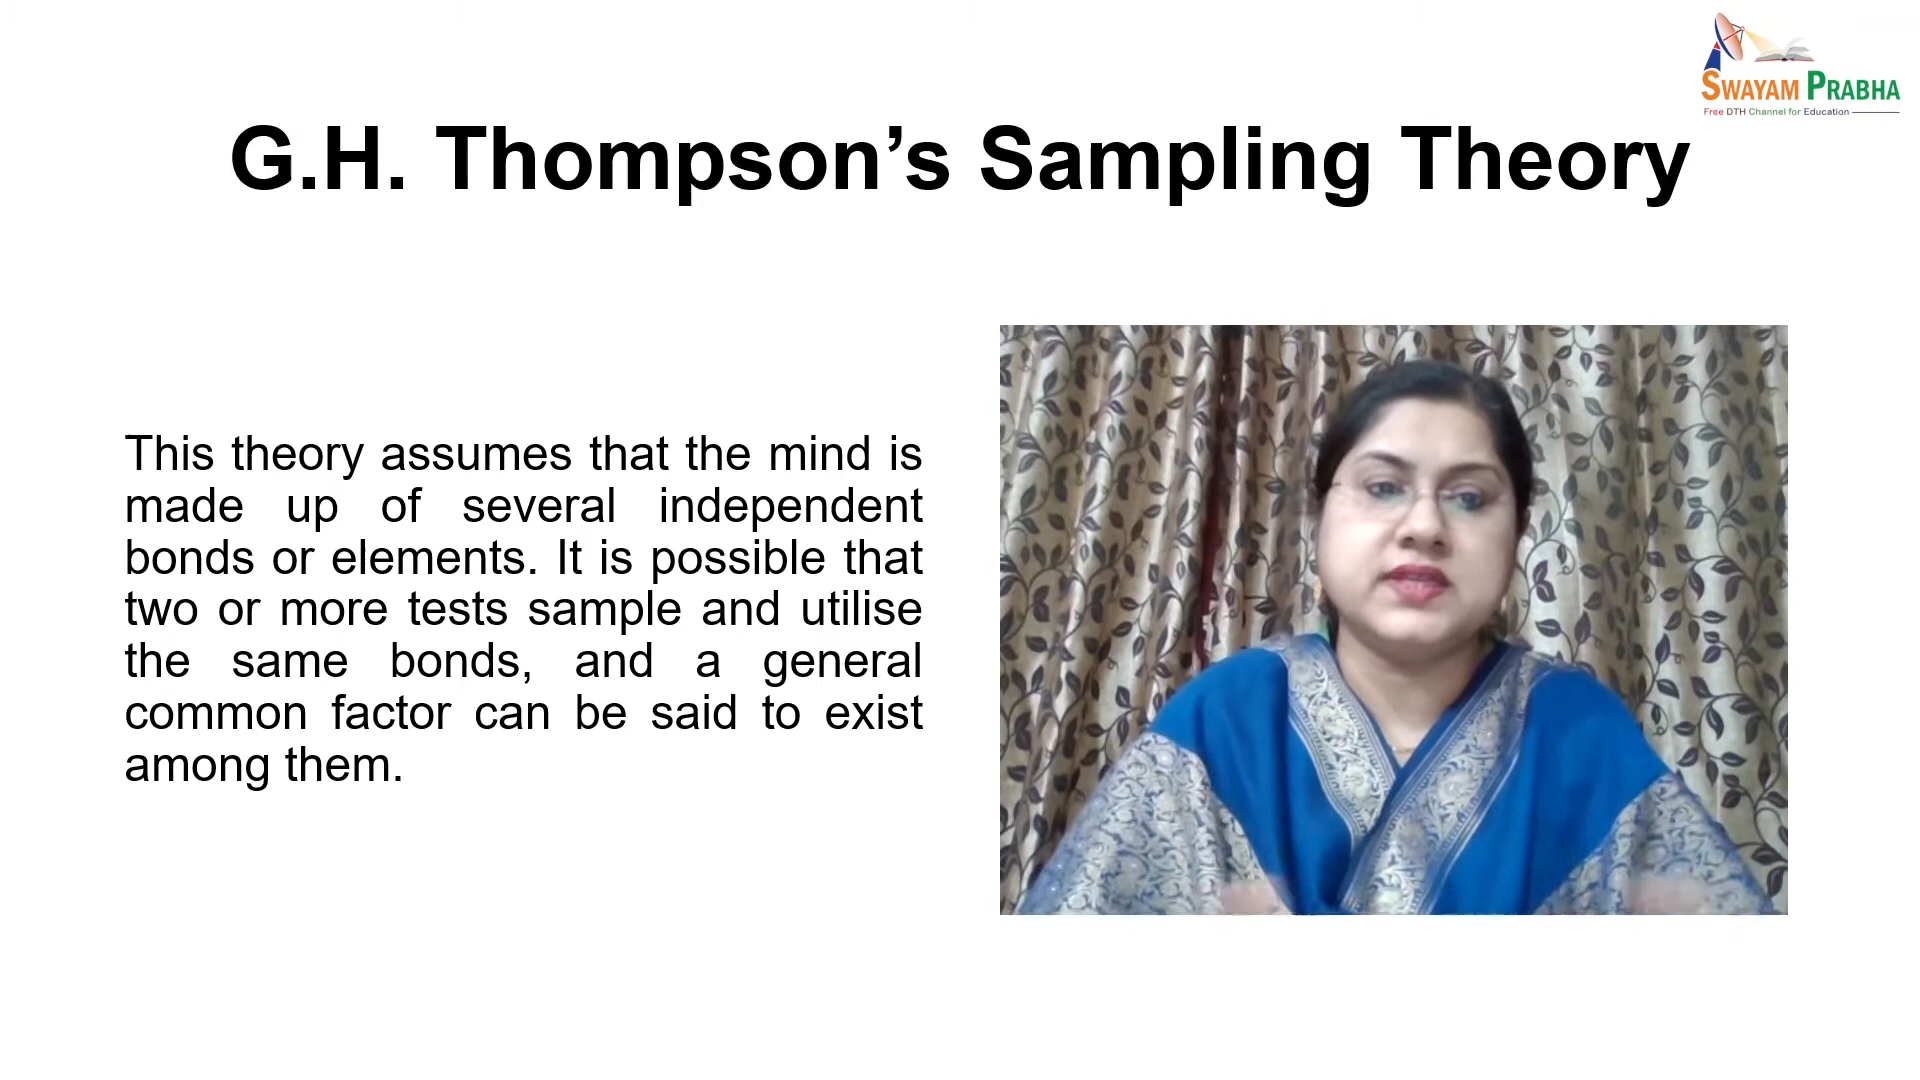 SWAYAM PRABHA
Free DTH Channel for Education
G.H. Thompson’s Sampling Theory
This theory assumes that the mind is
made up of several independent
bonds or elements. It is possible that
two or more tests sample and utilise
the same bonds, and a general
common factor can be said to exist
among them.